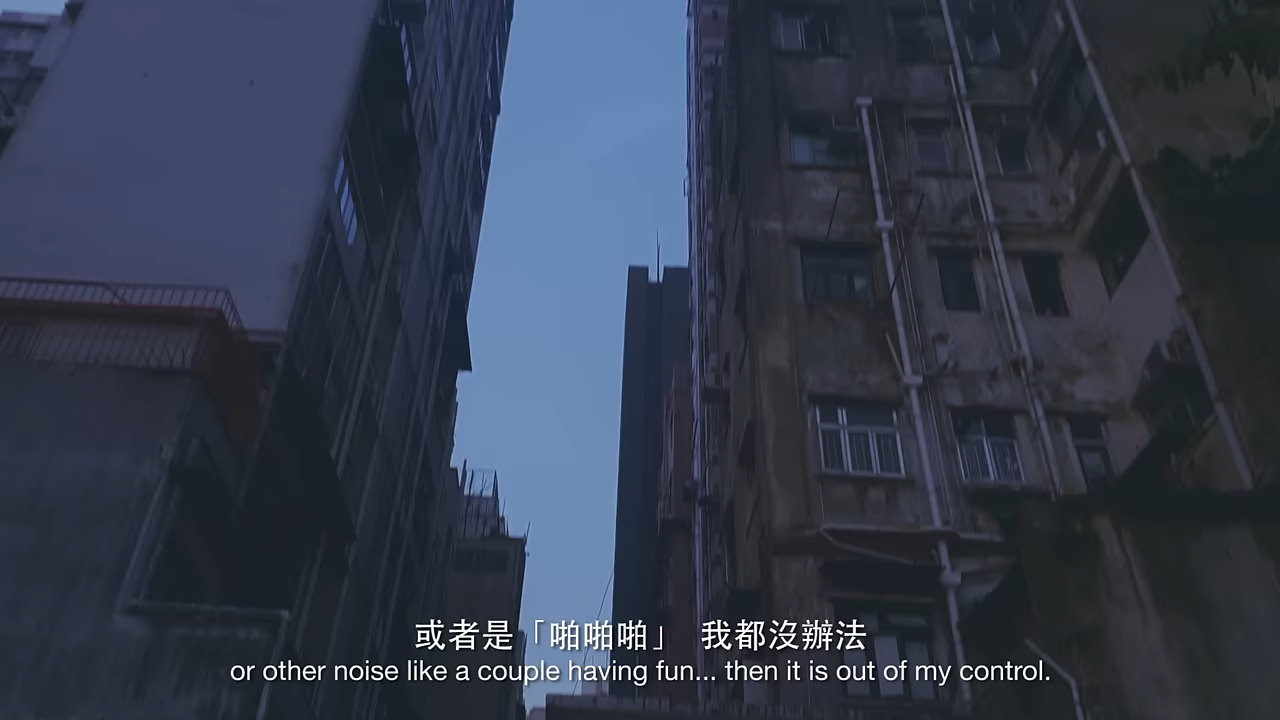 或者是「啪啪啪」 我都沒辦法
or other noise like a couple having fun... then it is out of my control.